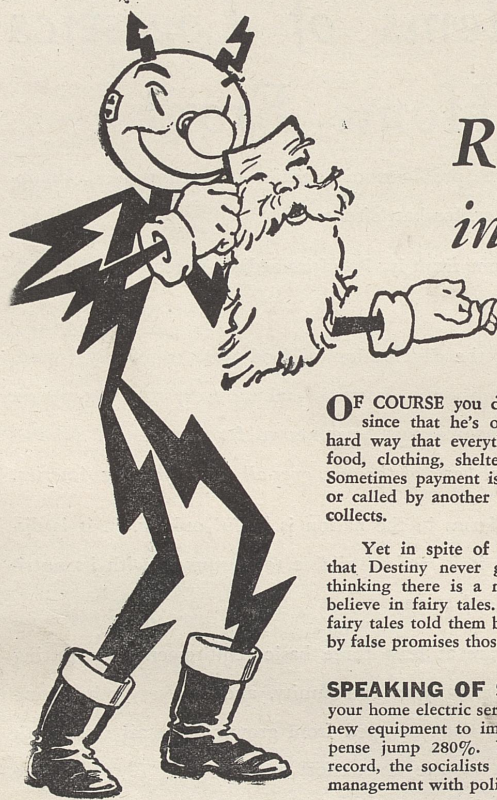 R
in
OF COURSE you d
since that he's o
hard way that everyt
food, clothing, shelte
Sometimes payment is
or called by another
collects.
Yet in spite of
that Destiny never g
thinking there is a r
believe in fairy tales.
fairy tales told them b
by false promises thos
SPEAKING OF S
your home electric ser
new equipment to im
pense jump 280%.
record, the socialists
management with poli